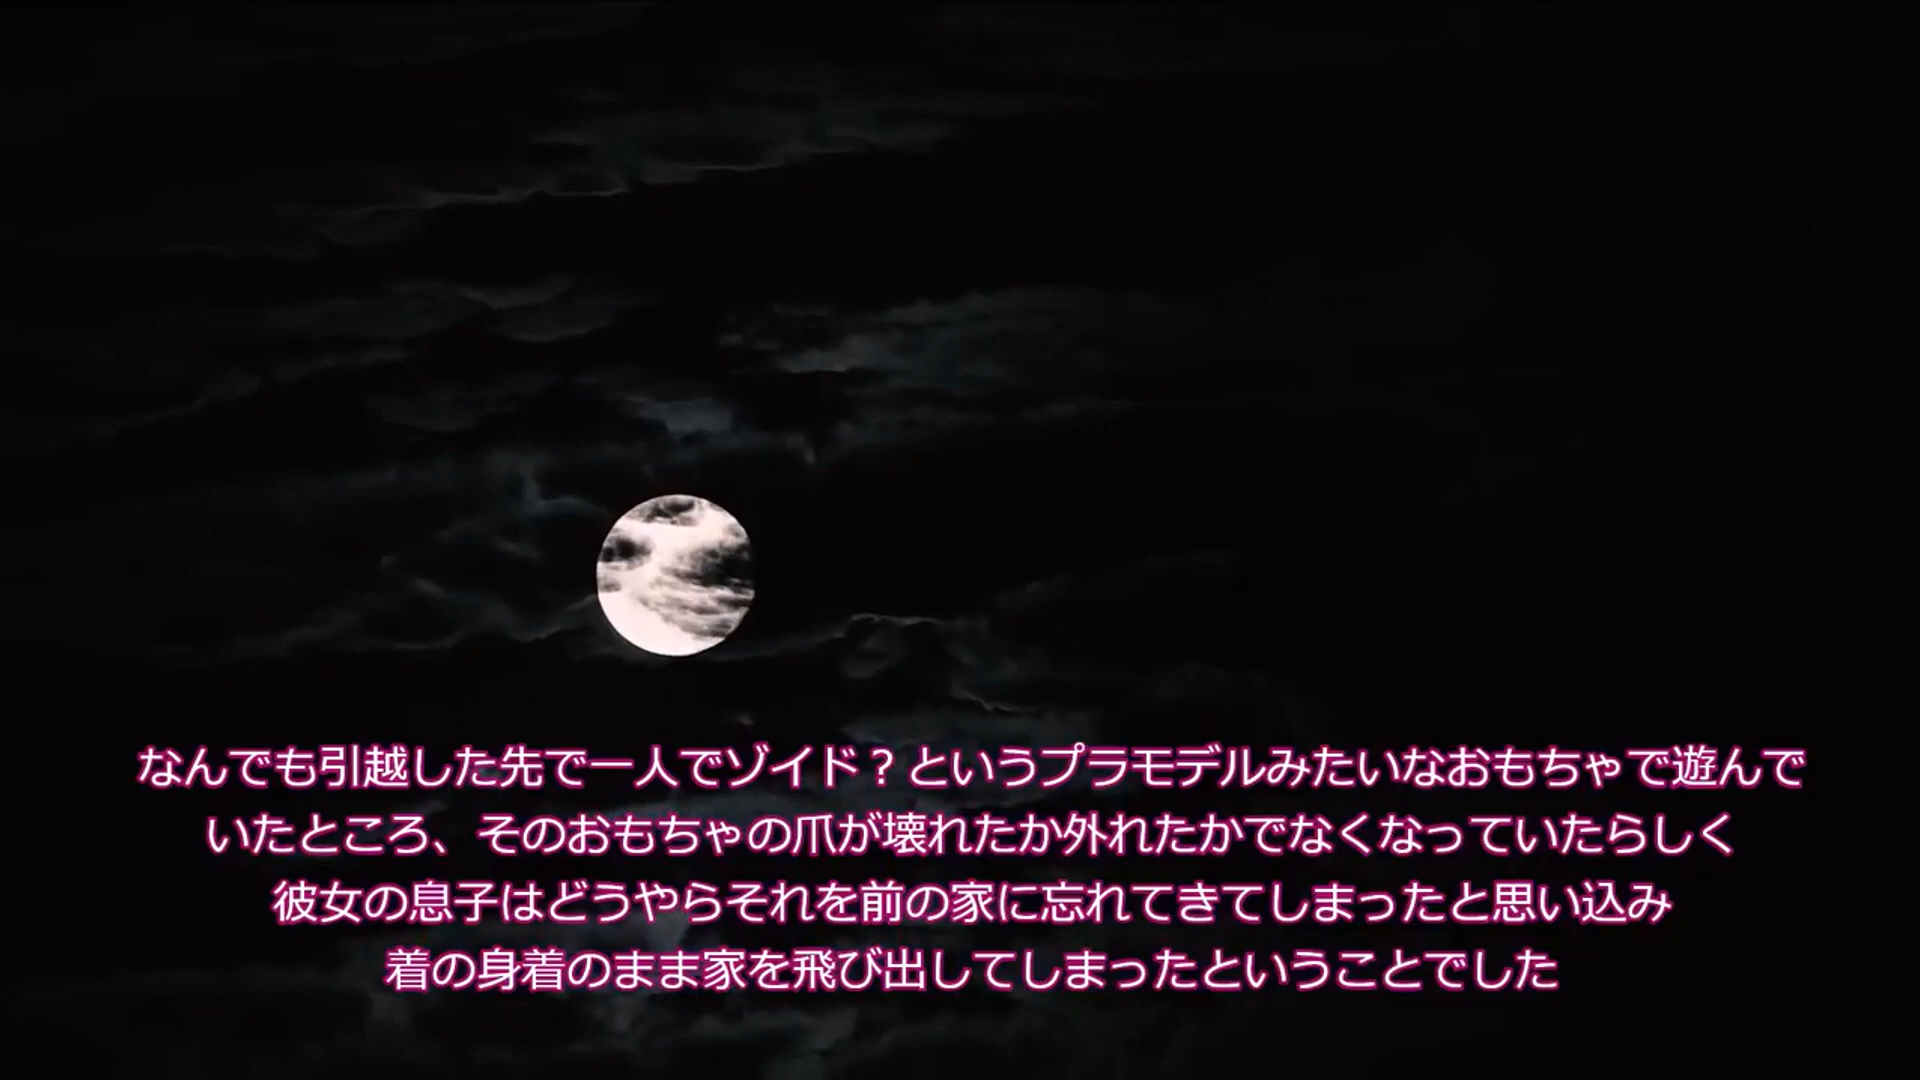 なんでも引越した先で一人でゾイド？というプラモデルみたいなおもちゃで遊んで
いたところ、そのおもちゃの爪が壊れたか外れたかでなくなっていたらしく
彼女の息子はどうやらそれを前の家に忘れてきてしまったと思い込み
着の身着のまま家を飛び出してしまったということでした